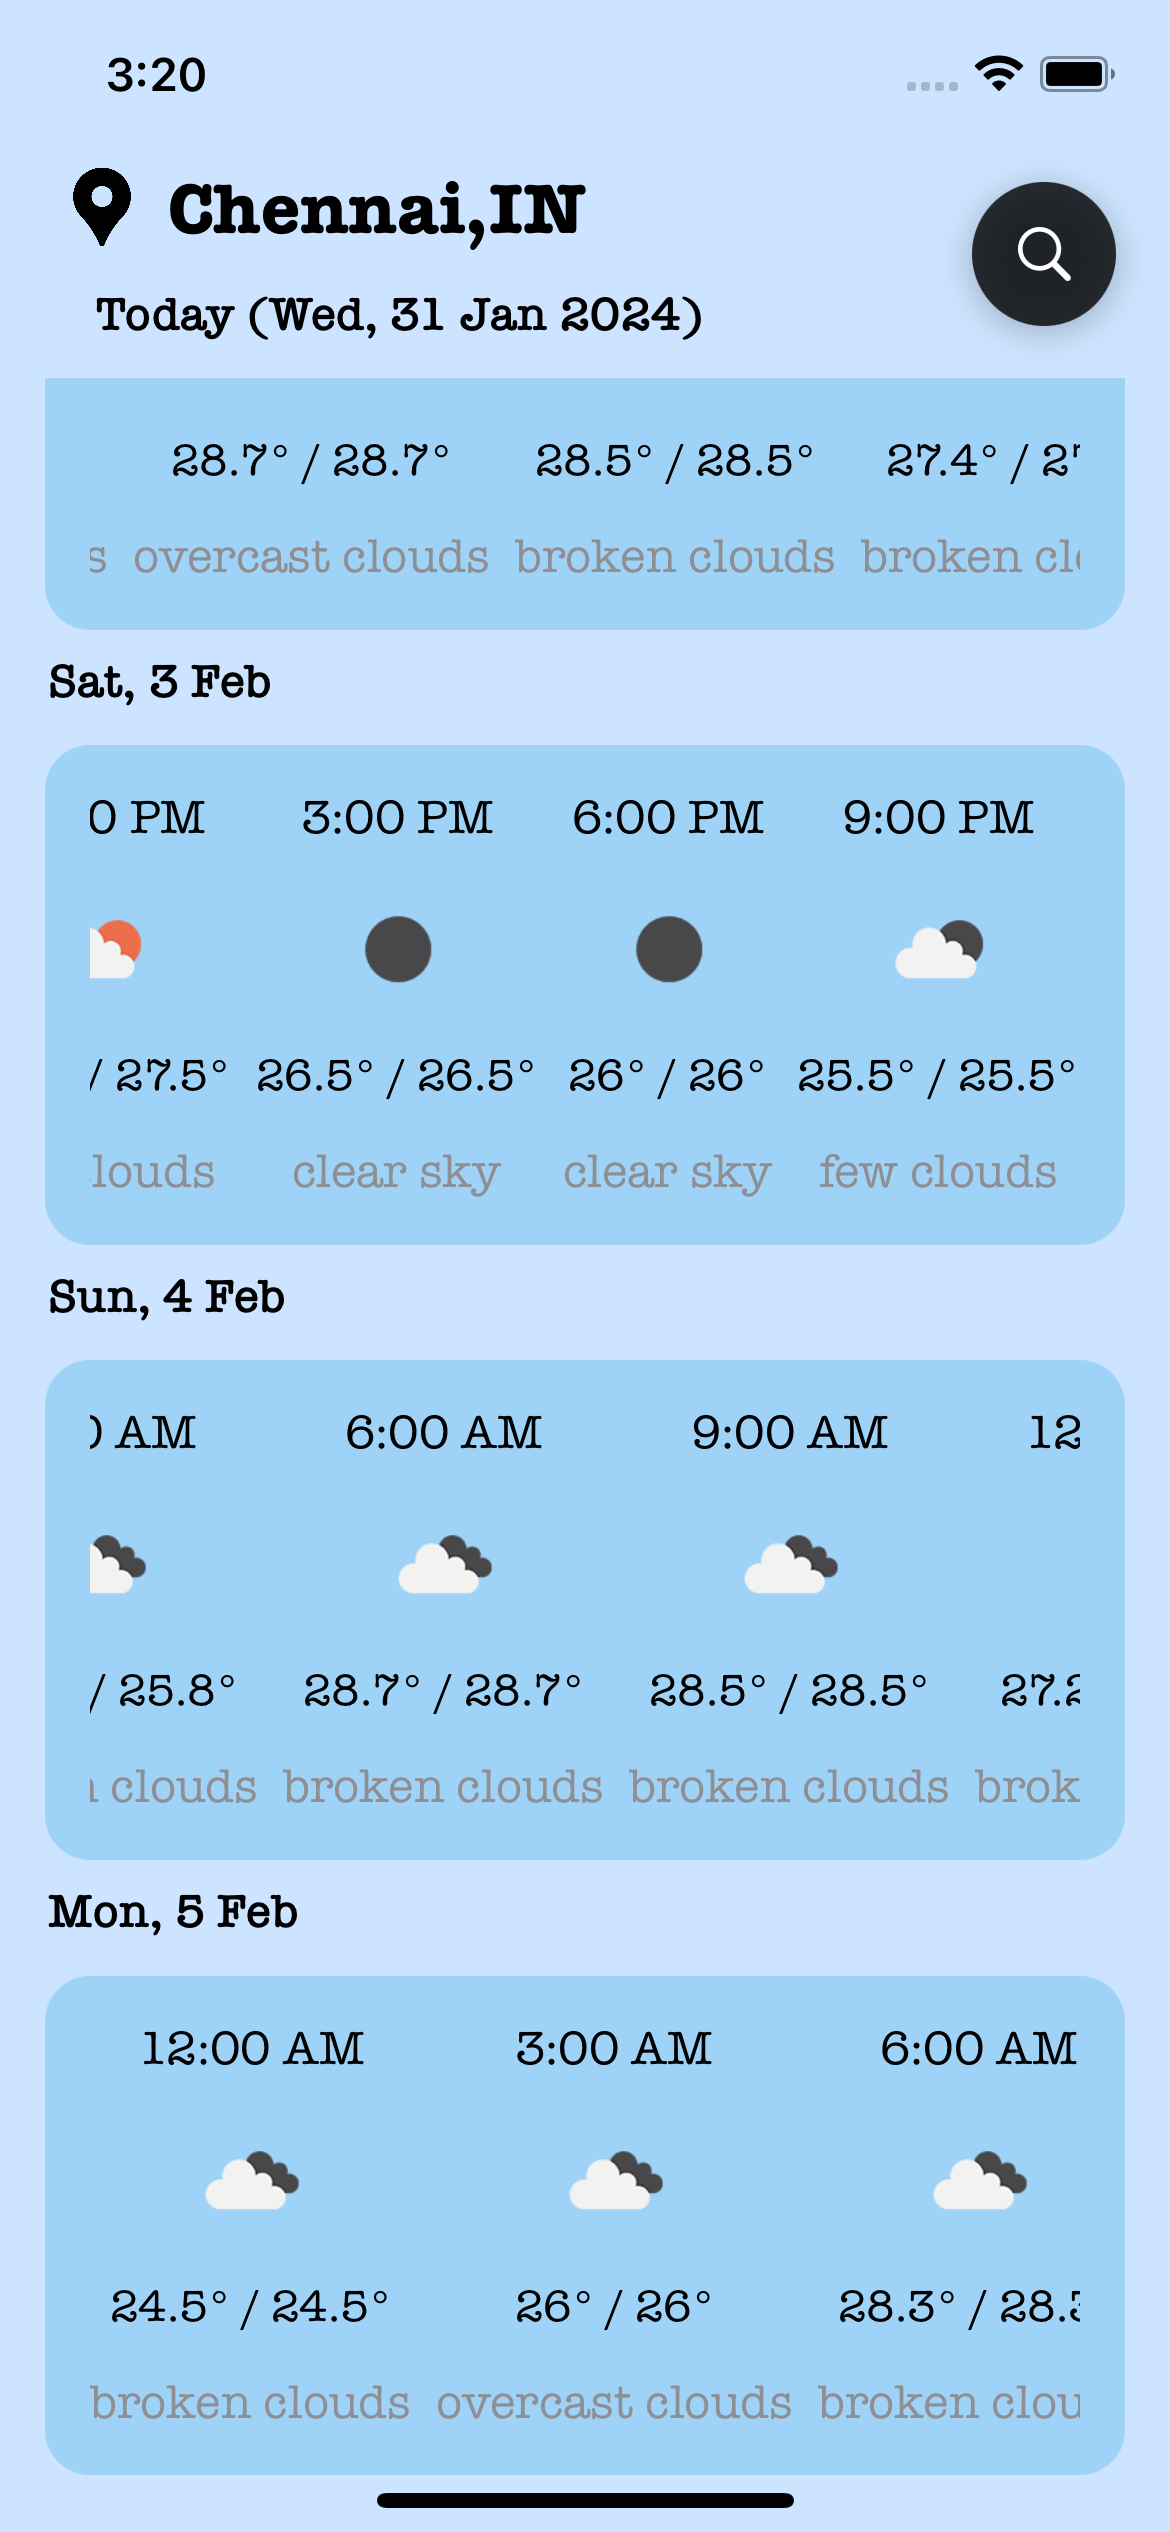 3:20
Chennai,IN
Today (Wed, 31 Jan 2024)
28.7° / 28.7° 28.5° / 28.5° 27.4° /
overcast clouds broken clouds broken
Sat, 3 Feb
0 PM 3:00 PM 6:00 PM 9:00 PM
/ 27.5° 26.5° / 26.5° 26° / 26° 25.5° / 25.5°
louds clear sky clear sky few clouds
Sun, 4 Feb
AM 6:00 AM 9:00 AM 12
/ 25.8° 28.7° / 28.7° 28.5° / 28.5° 27.2
clouds broken clouds broken clouds brok
Mon, 5 Feb
12:00 AM 3:00 AM 6:00 AM
24.5° / 24.5° 26° / 26° 28.3° / 28.3
broken clouds overcast clouds broken clou